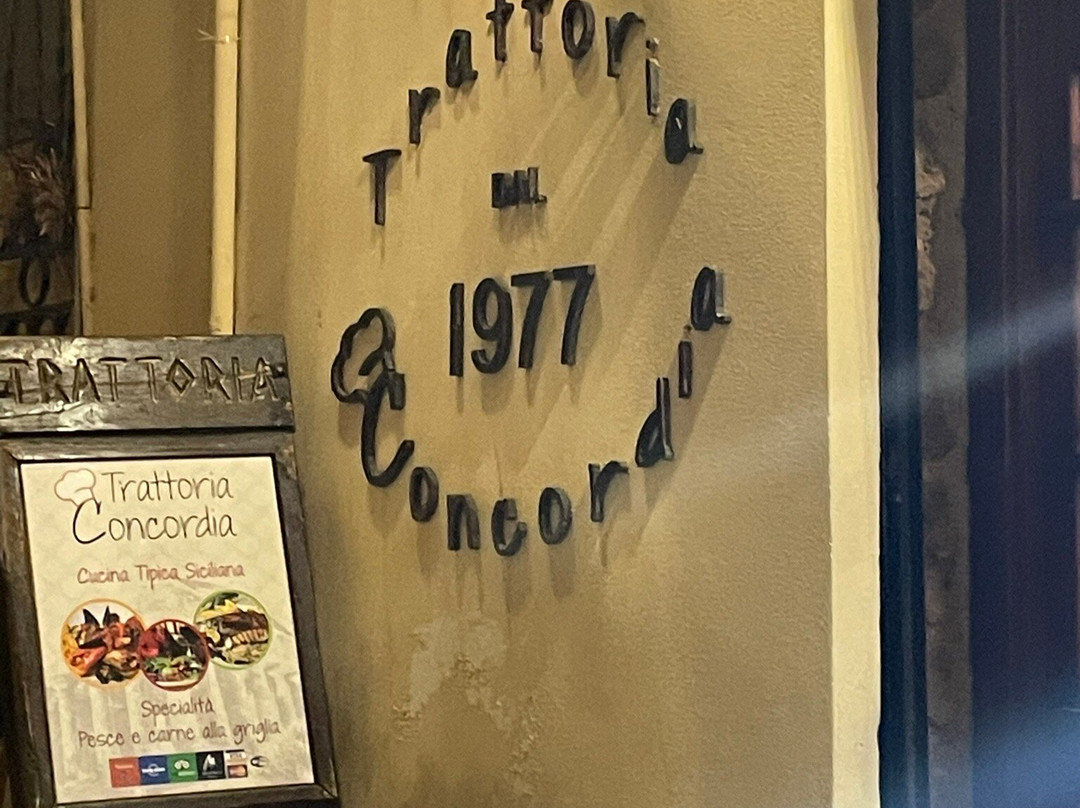 Trattoria
DAL
1977
Concordia
TRATTORIA
Trattoria
Concordia
Cucina Tipica Siciliana
Specialità
Pesce e carne alla griglia